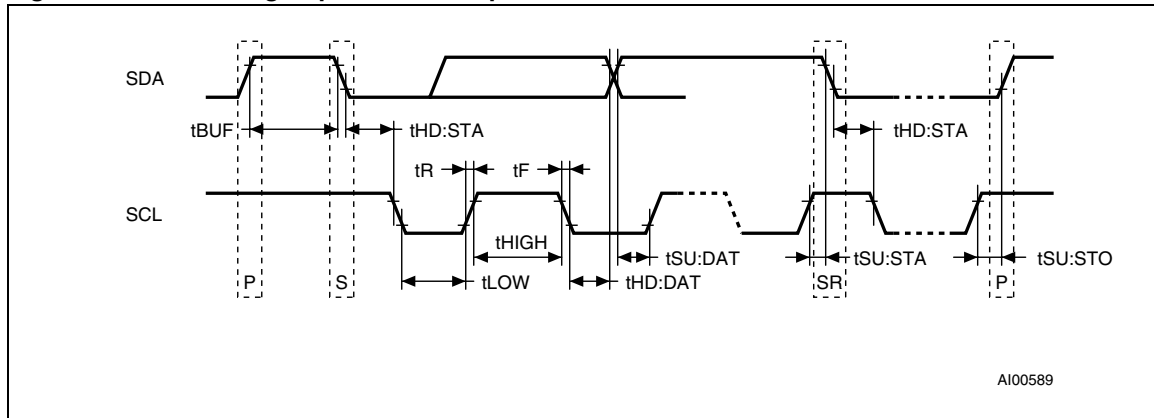 SDA
tBUF
tHD:STA
tHD:STA
tR
tF
SCL
tHIGH
tSU:DAT
tSU:STA
tSU:STO
P
S
tLOW
tHD:DAT
SR
P
AI00589